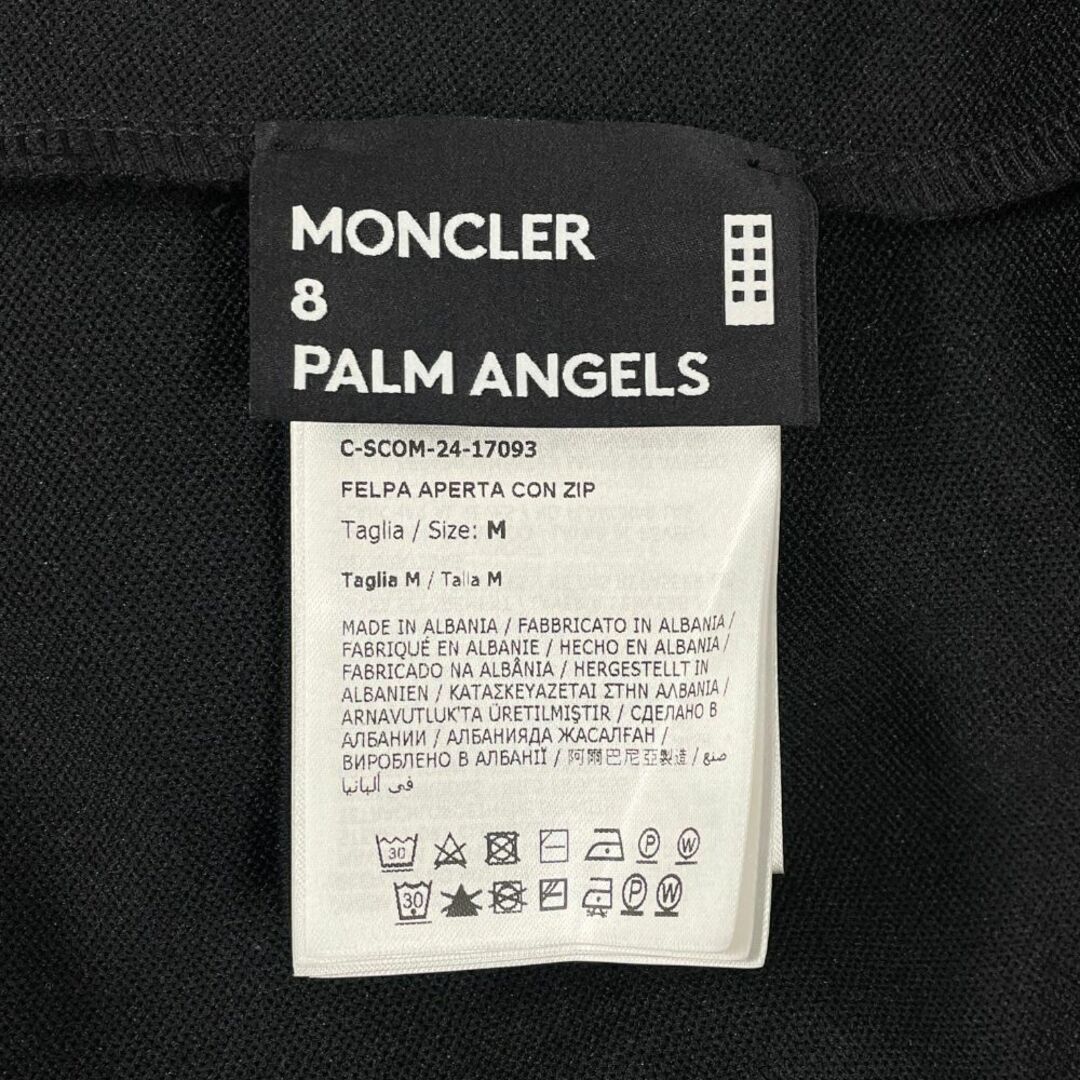 MONCLER
8
PALM ANGELS
C-SCOM-24-17093
FELPA APERTA CON ZIP
Taglia / Size: M
Taglia M / Talla M
MADE IN ALBANIA / FABBRICATO IN ALBANIA /
FABRIQUÉ EN ALBANIE / HECHO EN ALBANIA /
FABRICADO NA ALBÂNIA / HERGESTELLT IN
ALBANIEN / ΚΑΤΑΣΚΕΥΑΖΕΤΑΙ ΣΤΗΝ ΑΛΒΑΝΙΑ /
ARNAVUTLUK'TA ÜRETILMIŞTIR / СДЕЛАНО В
АЛБАНИИ / АЛБАНИЯДА ЖАСАЛҒАН /
ВИРОБЛЕНО В АЛБАНІЇ / 阿爾巴尼亞製造 / صنع
في ألبانيا
30 P W
30 P W